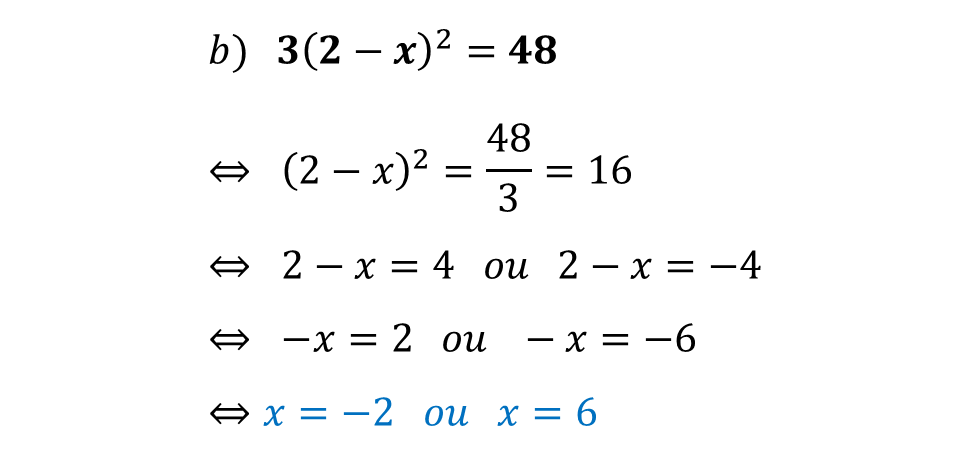 b) 3(2 − x)² = 48
⇔ (2 − x)² = 48/3 = 16
⇔ 2 − x = 4 ou 2 − x = −4
⇔ −x = 2 ou − x = −6
⇔ x = −2 ou x = 6